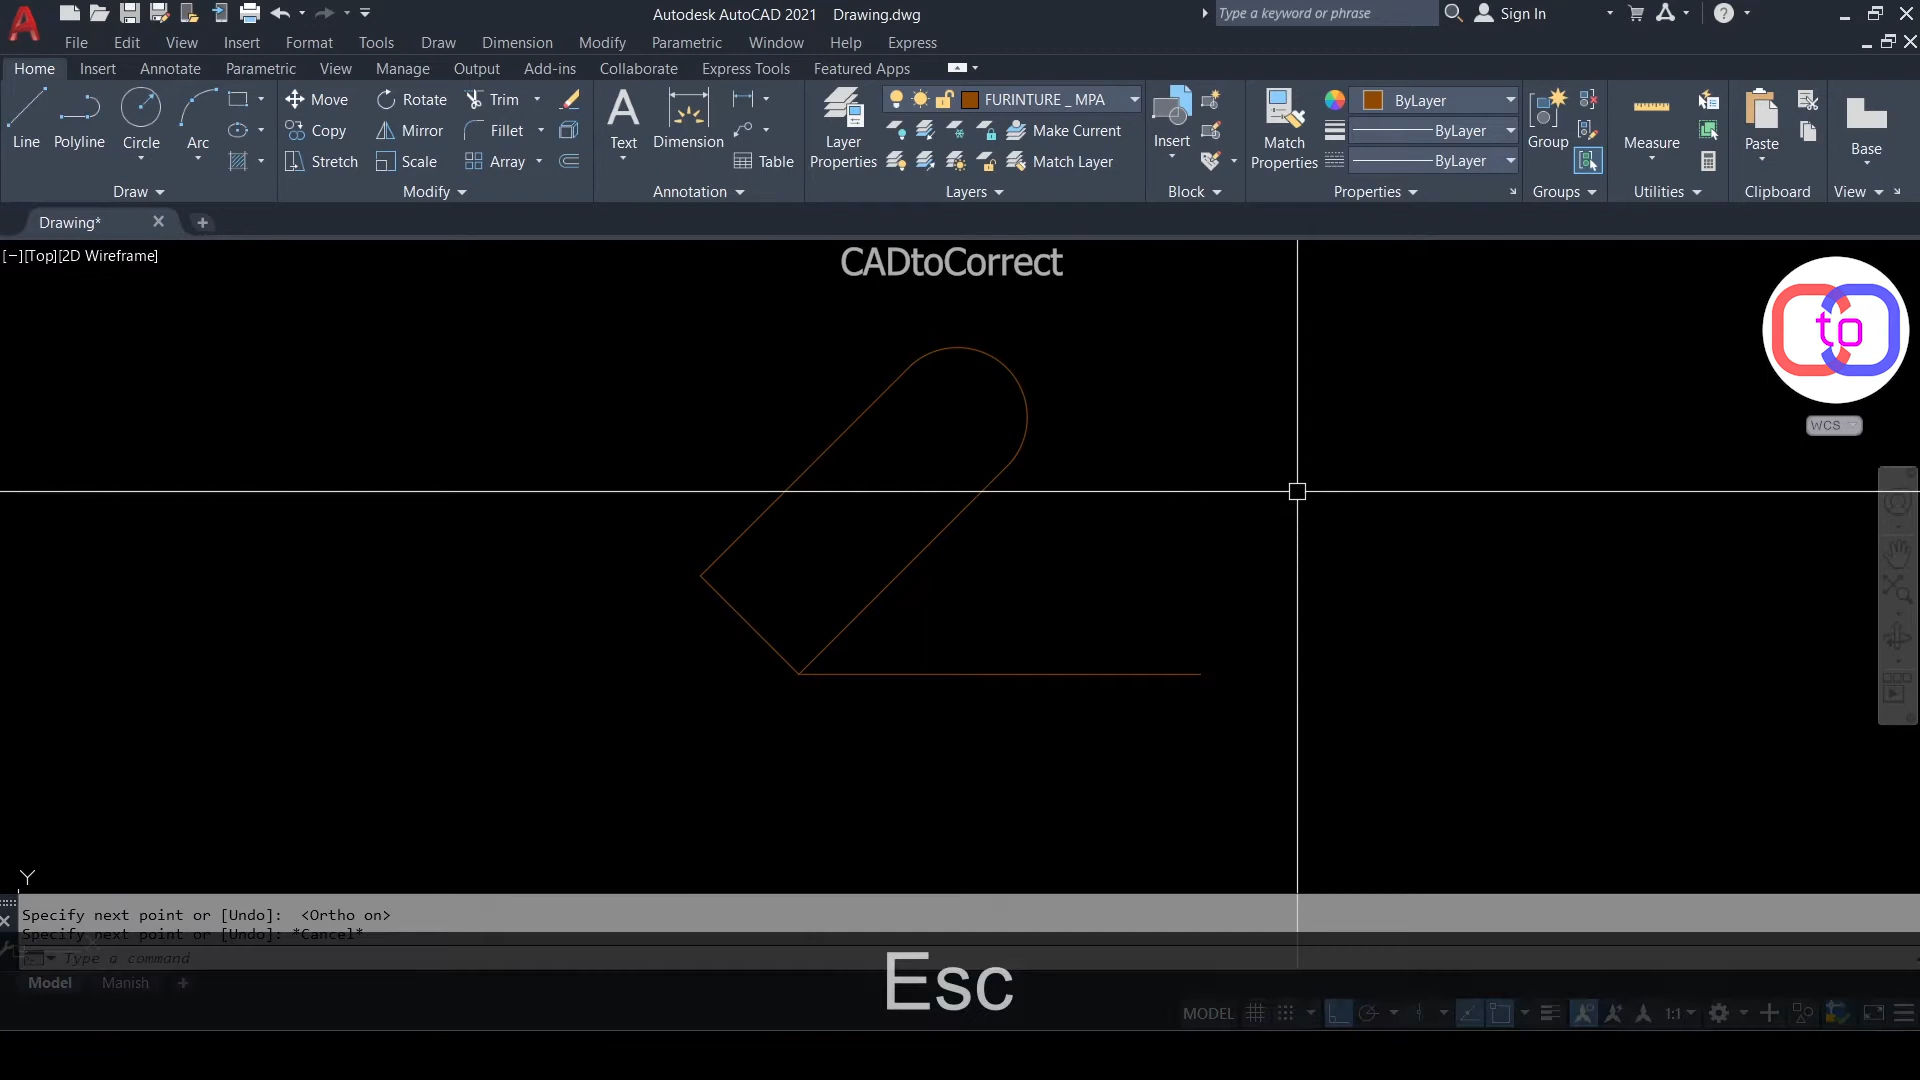 Autodesk AutoCAD 2021 Drawing.dwg
Type a keyword or phrase
Sign In
File Edit View Insert Format Tools Draw Dimension Modify Parametric Window Help Express
Home Insert Annotate Parametric View Manage Output Add-ins Collaborate Express Tools Featured Apps
Line Polyline Circle Arc
Move Rotate Trim
Copy Mirror Fillet
Stretch Scale Array
Text Dimension Table
Layer Properties
FURINTURE _ MPA
Make Current
Match Layer
Insert
Match Properties
ByLayer
ByLayer
ByLayer
Group
Measure
Paste
Base
Draw Modify Annotation Layers Block Properties Groups Utilities Clipboard View
Drawing*
[−][Top][2D Wireframe]
CADtoCorrect
to
WCS
Y
Specify next point or [Undo]: <Ortho on>
Specify next point or [Undo]: *Cancel*
Type a command
Esc
Model Manish
MODEL
1:1